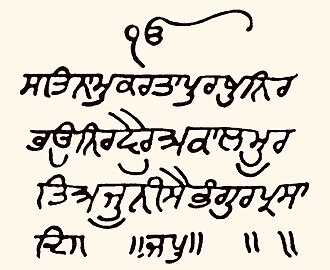 ੴ
ਸਤਿਨਾਮੁਕਰਤਾਪੁਰਖੁਨਿਰ
ਭਉਨਿਰਵੈਰੁਅਕਾਲਮੂਰ
ਤਿਅਜੂਨੀਸੈਭੰਗੁਰਪ੍ਰਸਾ
ਦਿ॥ ॥ਜਪੁ॥ ॥ ॥